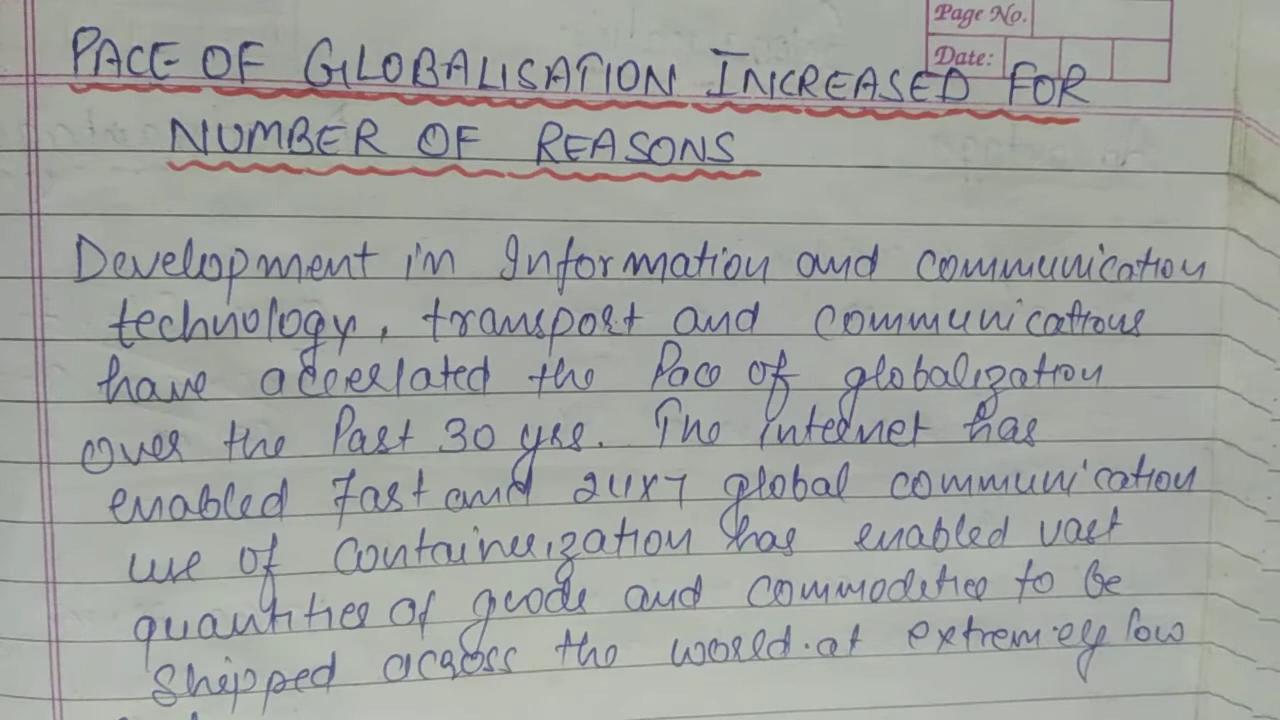 Page No.
Date:
PACE OF GLOBALISATION INCREASED FOR
NUMBER OF REASONS
Development in Information and communication
technology, transport and communications
have acceelated the Pace of globalization
over the Past 30 yrs. The internet has
enabled fast and 24x7 global communication
use of containerization has enabled vast
quantities of goods and commodities to be
shipped across the world. at extremely low